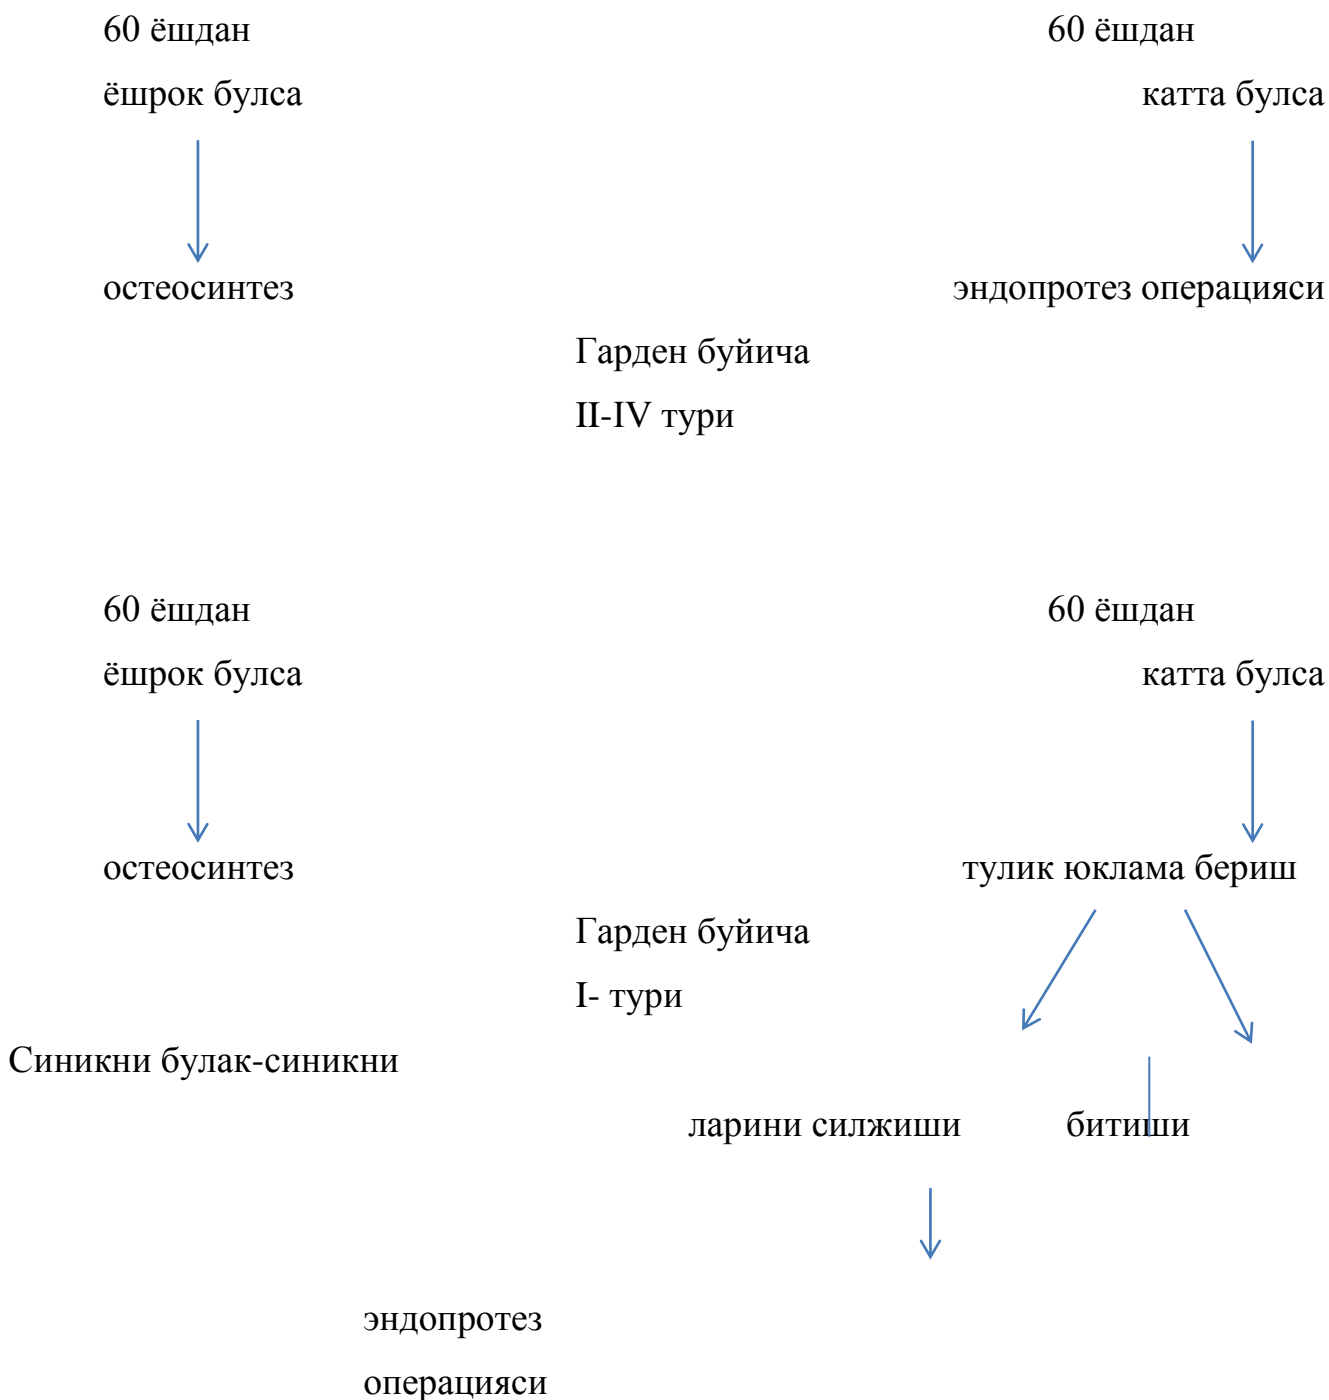 60 ёшдан 60 ёшдан
ёшрок булса катта булса
остеосинтез эндопротез операцияси
Гарден буйича
II-IV тури
60 ёшдан 60 ёшдан
ёшрок булса катта булса
остеосинтез тулик юклама бериш
Гарден буйича
I- тури
Синикни булак-синикни
ларини силжиши битиши
эндопротез
операцияси